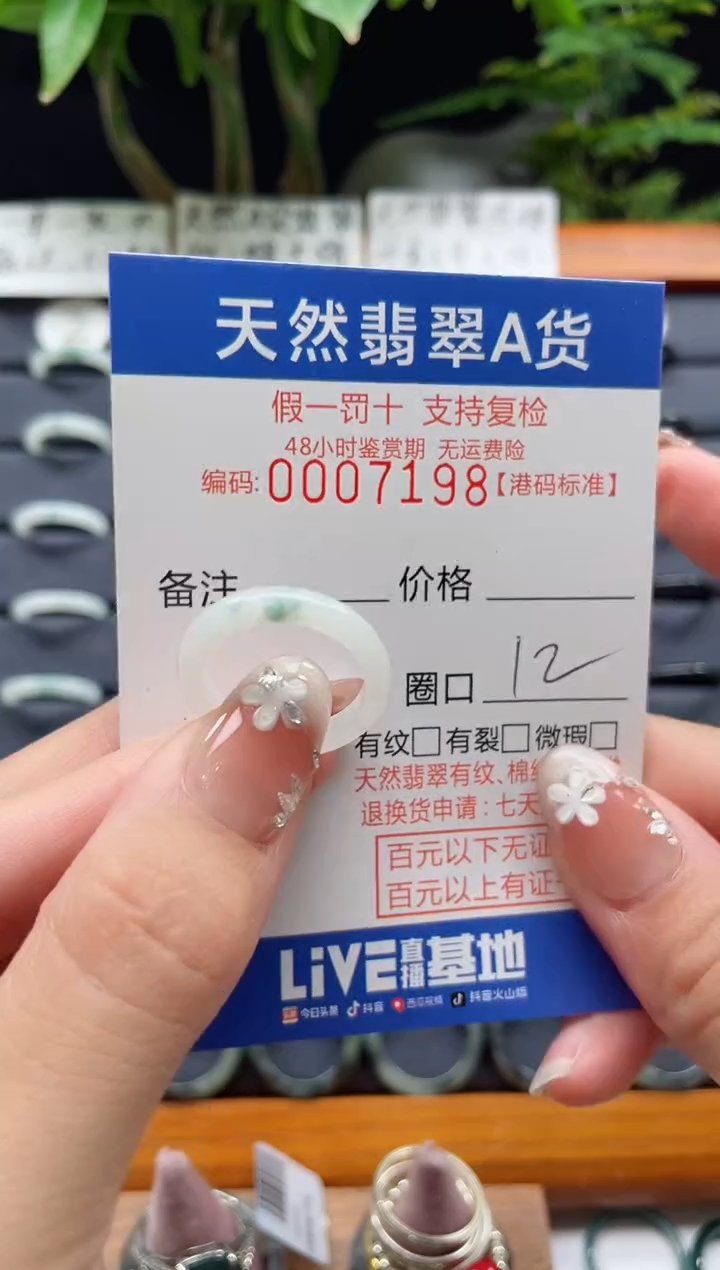 天然翡翠A货
假一罚十 支持复检
48小时鉴赏期 无运费险
编码:0007198【港码标准】
备注 价格
圈口 12
有纹□有裂□微瑕□
天然翡翠有纹、棉
退换货申请:七天
百元以下无证
百元以上有证
LiVE直播基地
今日头条 抖音 西瓜视频 抖音火山版